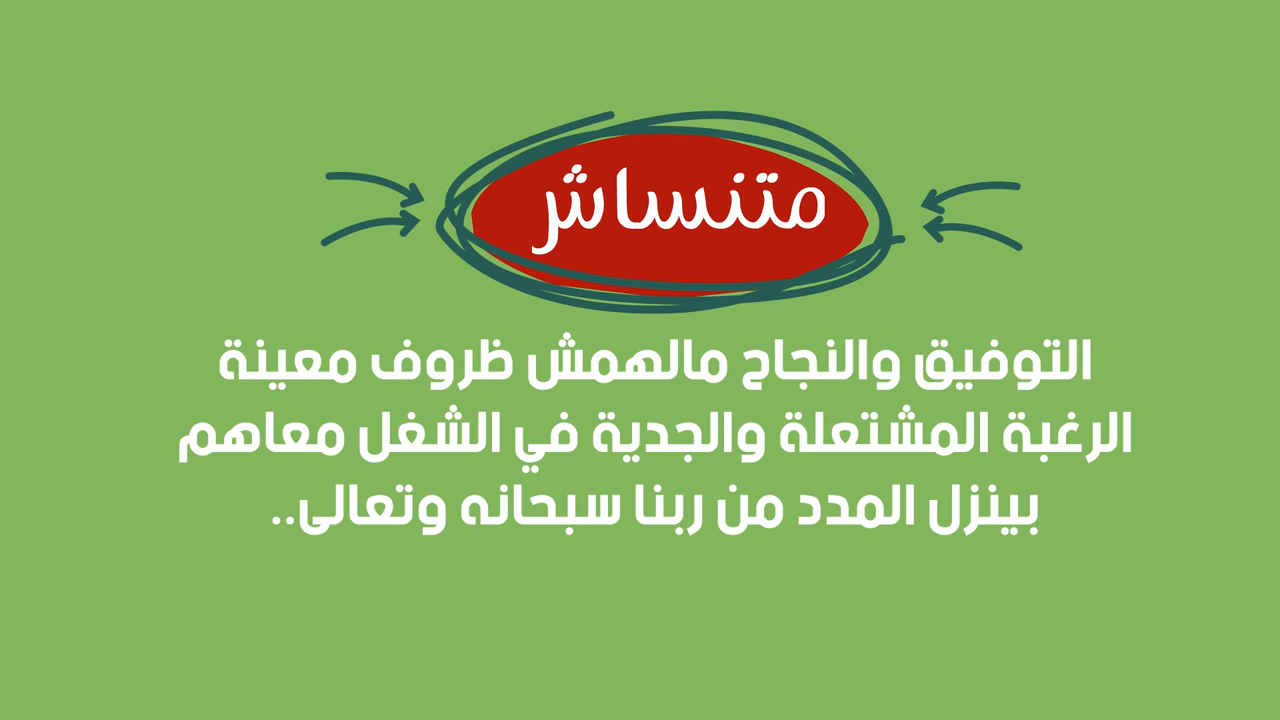 متنساش
التوفيق والنجاح مالهمش ظروف معينة
الرغبة المشتعلة والجدية في الشغل معاهم
بينزل المدد من ربنا سبحانه وتعالى..